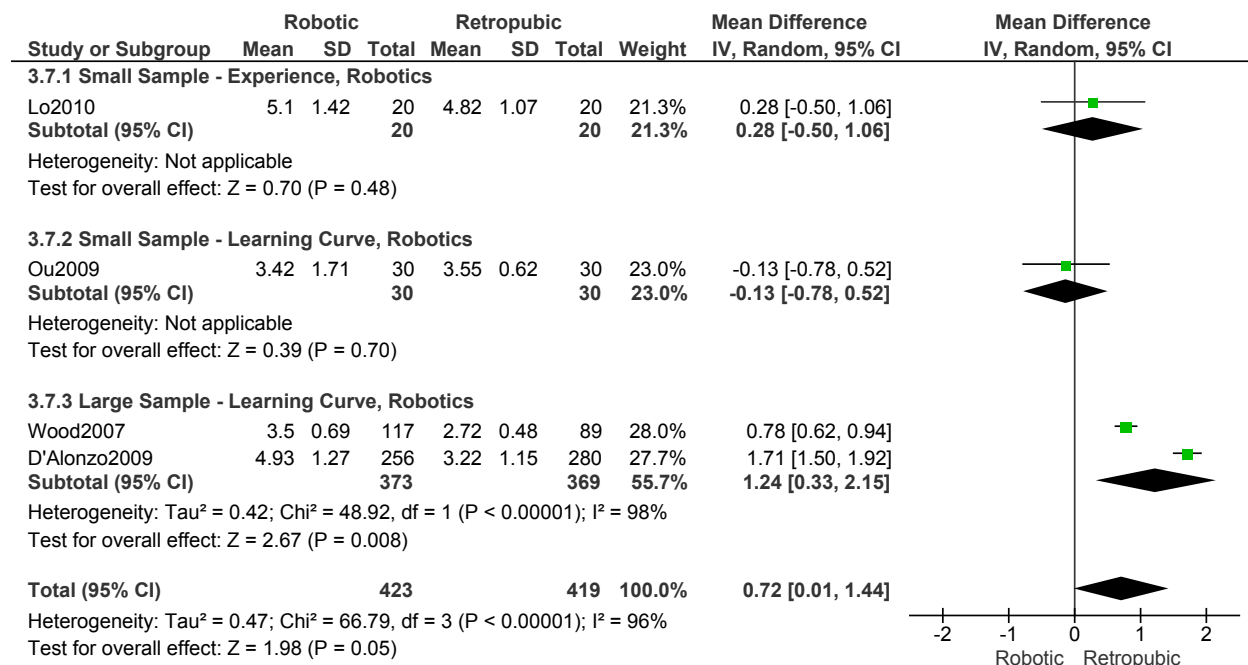 Robotic Retropubic Mean Difference Mean Difference
Study or Subgroup Mean SD Total Mean SD Total Weight IV, Random, 95% CI IV, Random, 95% CI
3.7.1 Small Sample - Experience, Robotics
Lo2010 5.1 1.42 20 4.82 1.07 20 21.3% 0.28 [-0.50, 1.06]
Subtotal (95% CI) 20 20 21.3% 0.28 [-0.50, 1.06]
Heterogeneity: Not applicable
Test for overall effect: Z = 0.70 (P = 0.48)
3.7.2 Small Sample - Learning Curve, Robotics
Ou2009 3.42 1.71 30 3.55 0.62 30 23.0% -0.13 [-0.78, 0.52]
Subtotal (95% CI) 30 30 23.0% -0.13 [-0.78, 0.52]
Heterogeneity: Not applicable
Test for overall effect: Z = 0.39 (P = 0.70)
3.7.3 Large Sample - Learning Curve, Robotics
Wood2007 3.5 0.69 117 2.72 0.48 89 28.0% 0.78 [0.62, 0.94]
D'Alonzo2009 4.93 1.27 256 3.22 1.15 280 27.7% 1.71 [1.50, 1.92]
Subtotal (95% CI) 373 369 55.7% 1.24 [0.33, 2.15]
Heterogeneity: Tau² = 0.42; Chi² = 48.92, df = 1 (P < 0.00001); I² = 98%
Test for overall effect: Z = 2.67 (P = 0.008)
Total (95% CI) 423 419 100.0% 0.72 [0.01, 1.44]
Heterogeneity: Tau² = 0.47; Chi² = 66.79, df = 3 (P < 0.00001); I² = 96%
Test for overall effect: Z = 1.98 (P = 0.05)
-2 -1 0 1 2
Robotic Retropubic